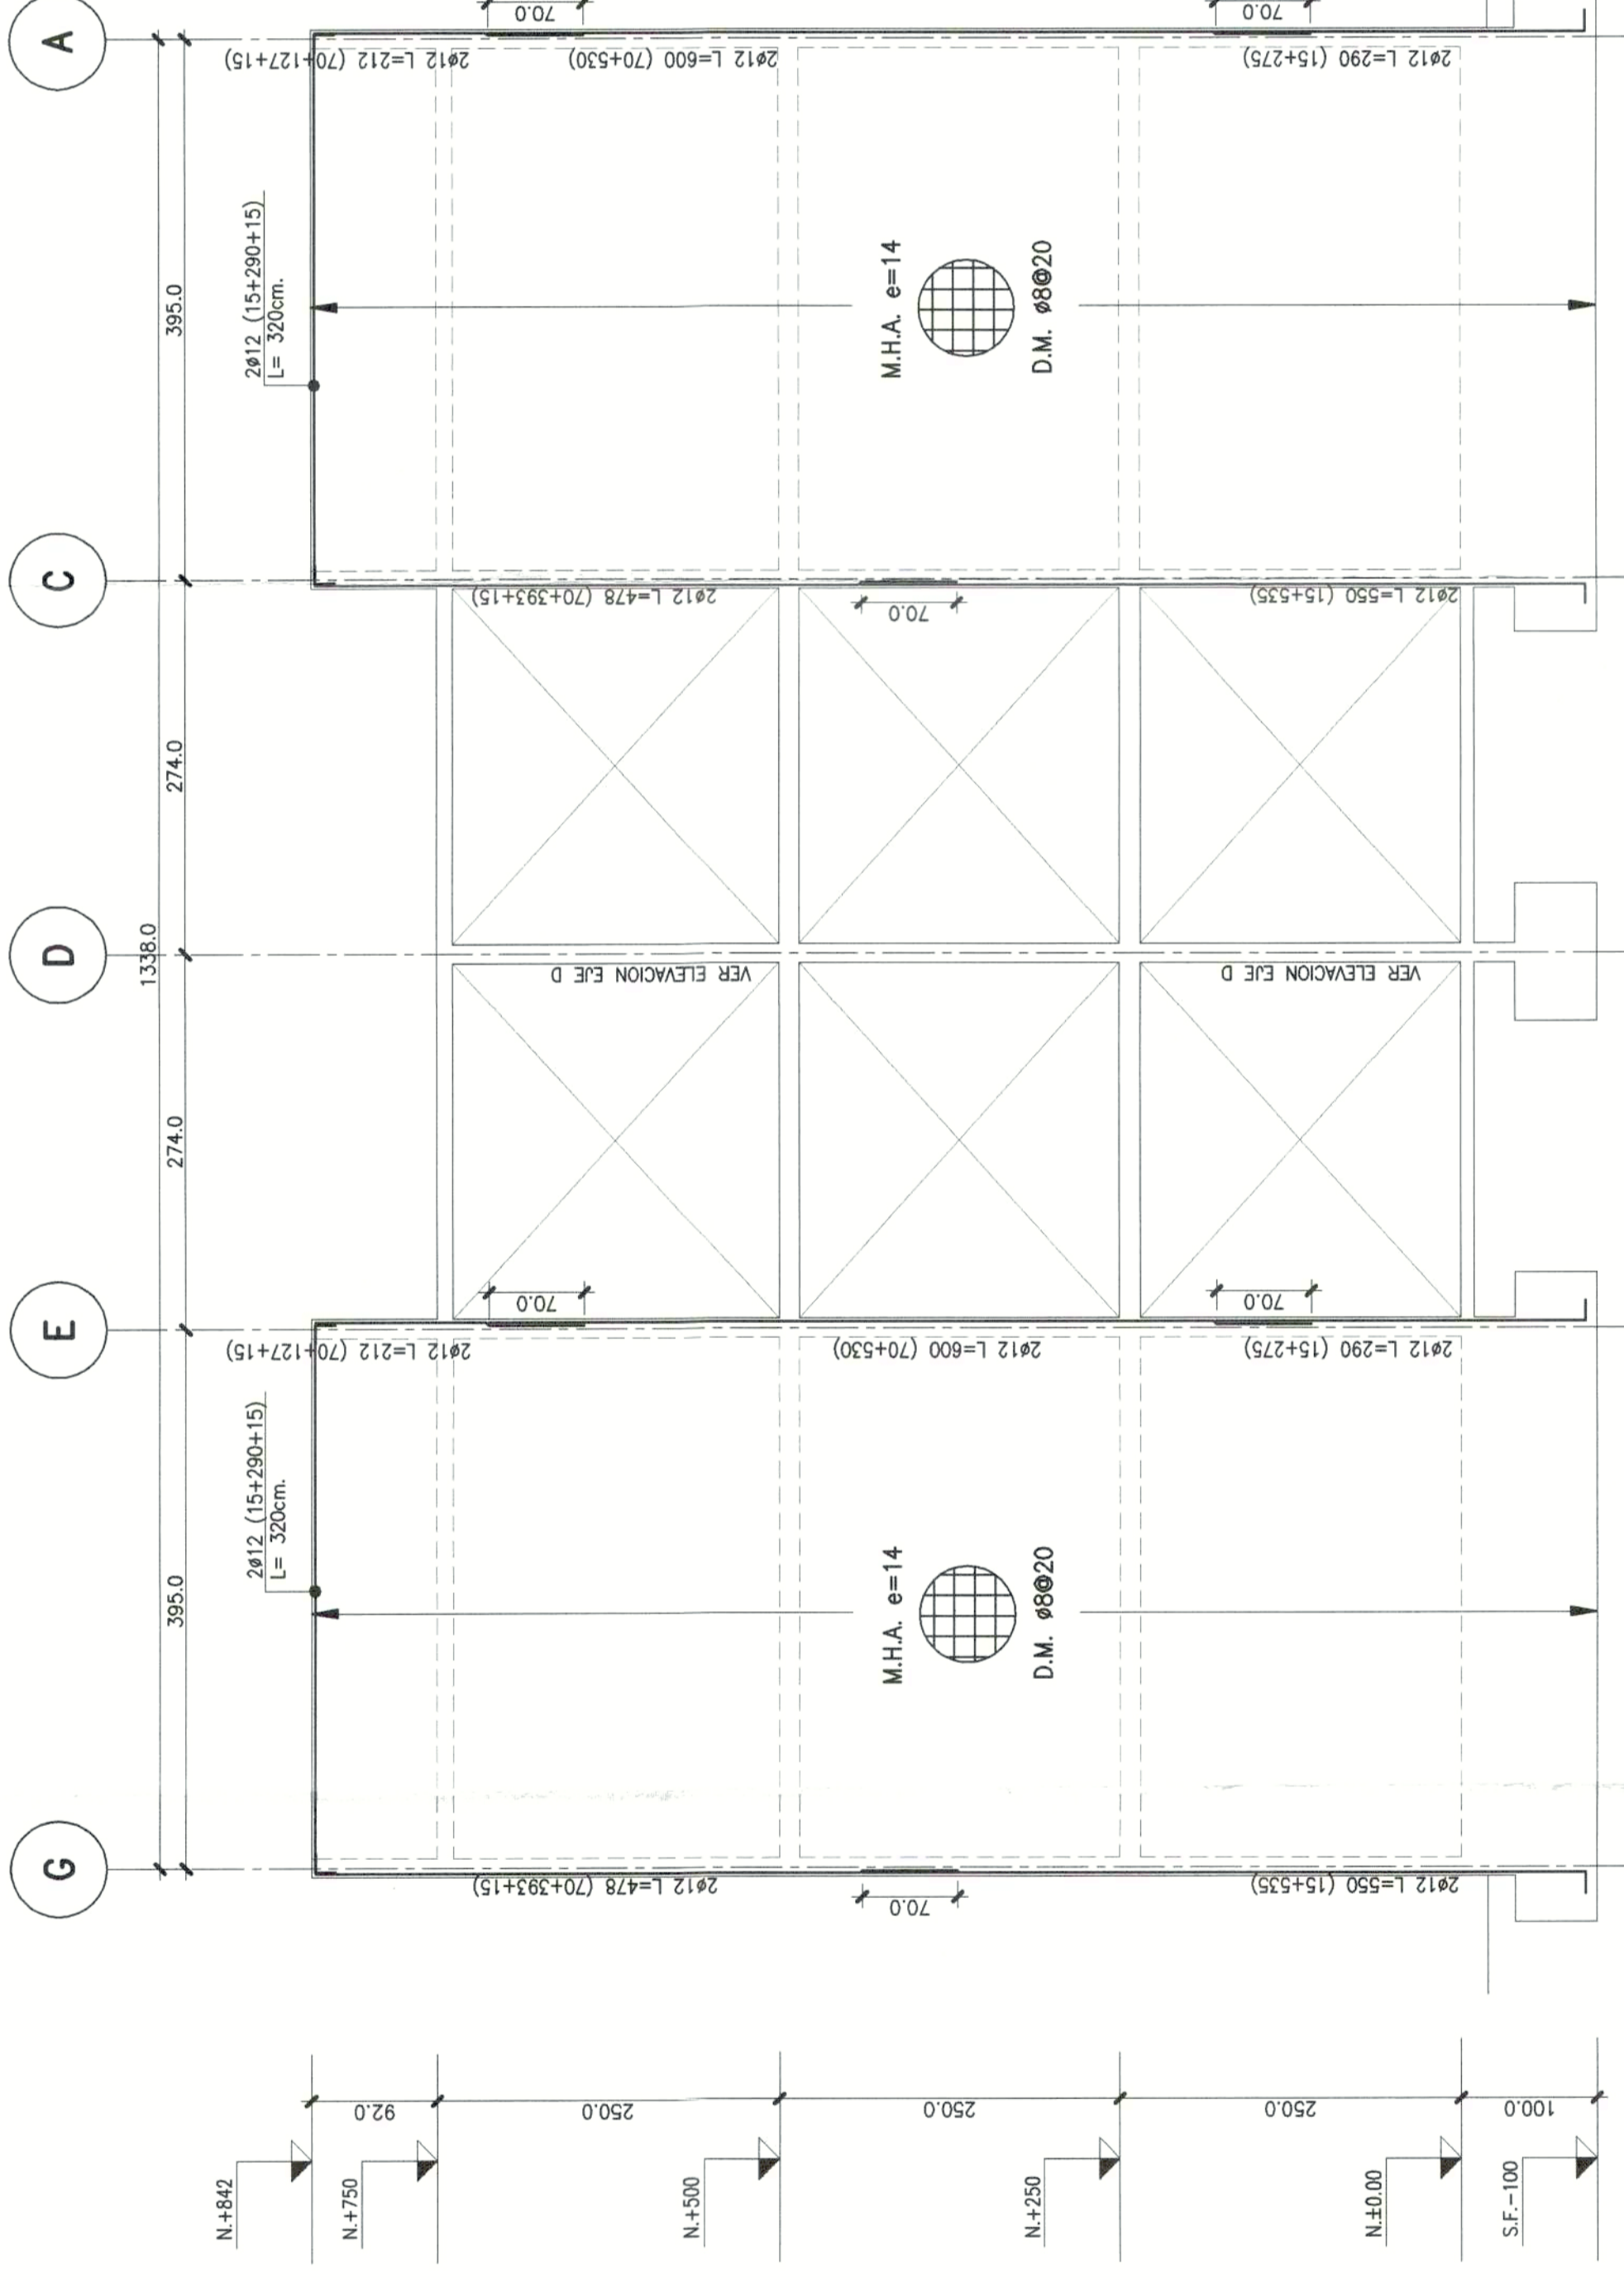 G
E
D
C
A
1338.0
395.0
274.0
274.0
395.0
2ø12 (15+290+15)
L= 320cm.
2ø12 (15+290+15)
L= 320cm.
N.+842
N.+750
N.+500
N.+250
N.±0.00
S.F.-100
92.0
250.0
250.0
250.0
100.0
2ø12 L=478 (70+393+15)
70.0
2ø12 L=550 (15+535)
M.H.A. e=14
D.M. ø8@20
2ø12 L=212 (70+127+15)
70.0
2ø12 L=600 (70+530)
70.0
2ø12 L=290 (15+275)
VER ELEVACION EJE D
VER ELEVACION EJE D
2ø12 L=478 (70+393+15)
70.0
2ø12 L=550 (15+535)
M.H.A. e=14
D.M. ø8@20
2ø12 L=212 (70+127+15)
70.0
2ø12 L=600 (70+530)
70.0
2ø12 L=290 (15+275)